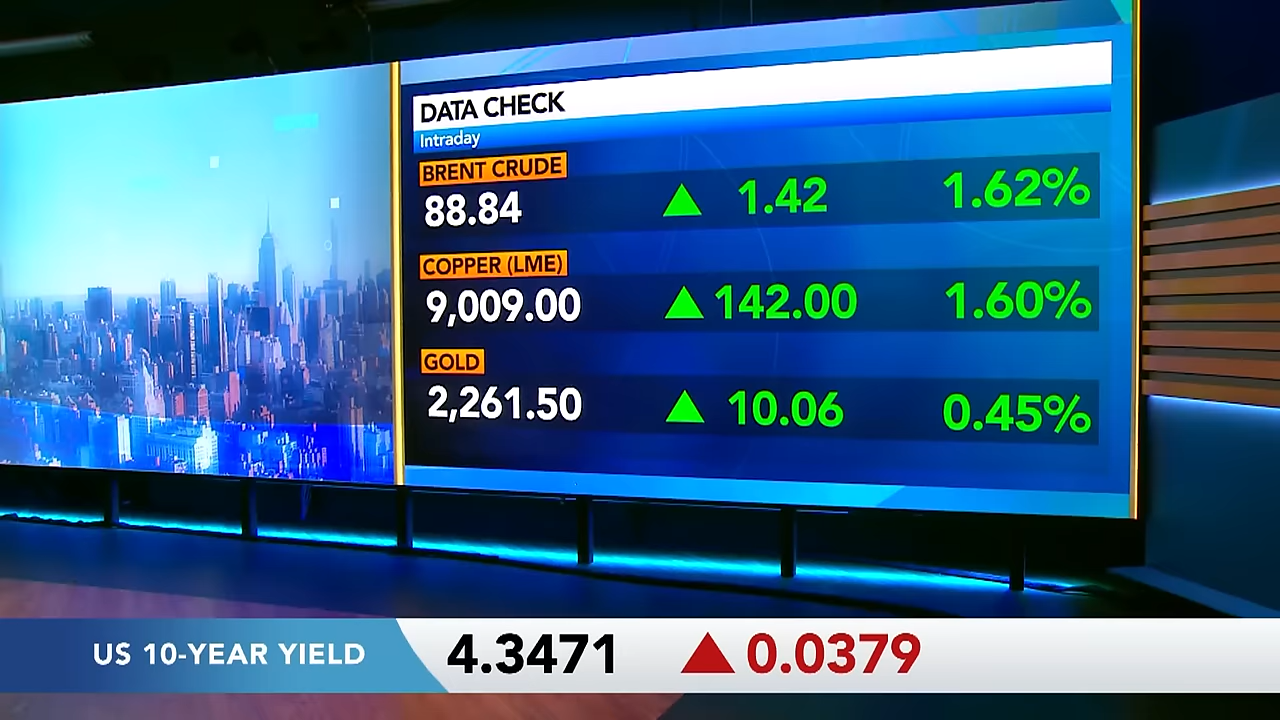 DATA CHECK
Intraday
BRENT CRUDE
88.84 ▲ 1.42 1.62%
COPPER (LME)
9,009.00 ▲ 142.00 1.60%
GOLD
2,261.50 ▲ 10.06 0.45%
US 10-YEAR YIELD 4.3471 ▲ 0.0379